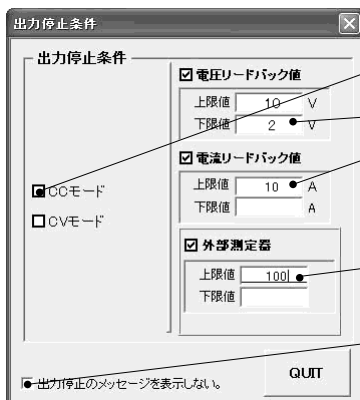 出力停止条件
出力停止条件
電圧リードバック値
上限値 10 V
下限値 2 V
電流リードバック値
上限値 10 A
下限値 A
CCモード
CVモード
外部測定器
上限値 100
下限値
出力停止のメッセージを表示しない。
QUIT